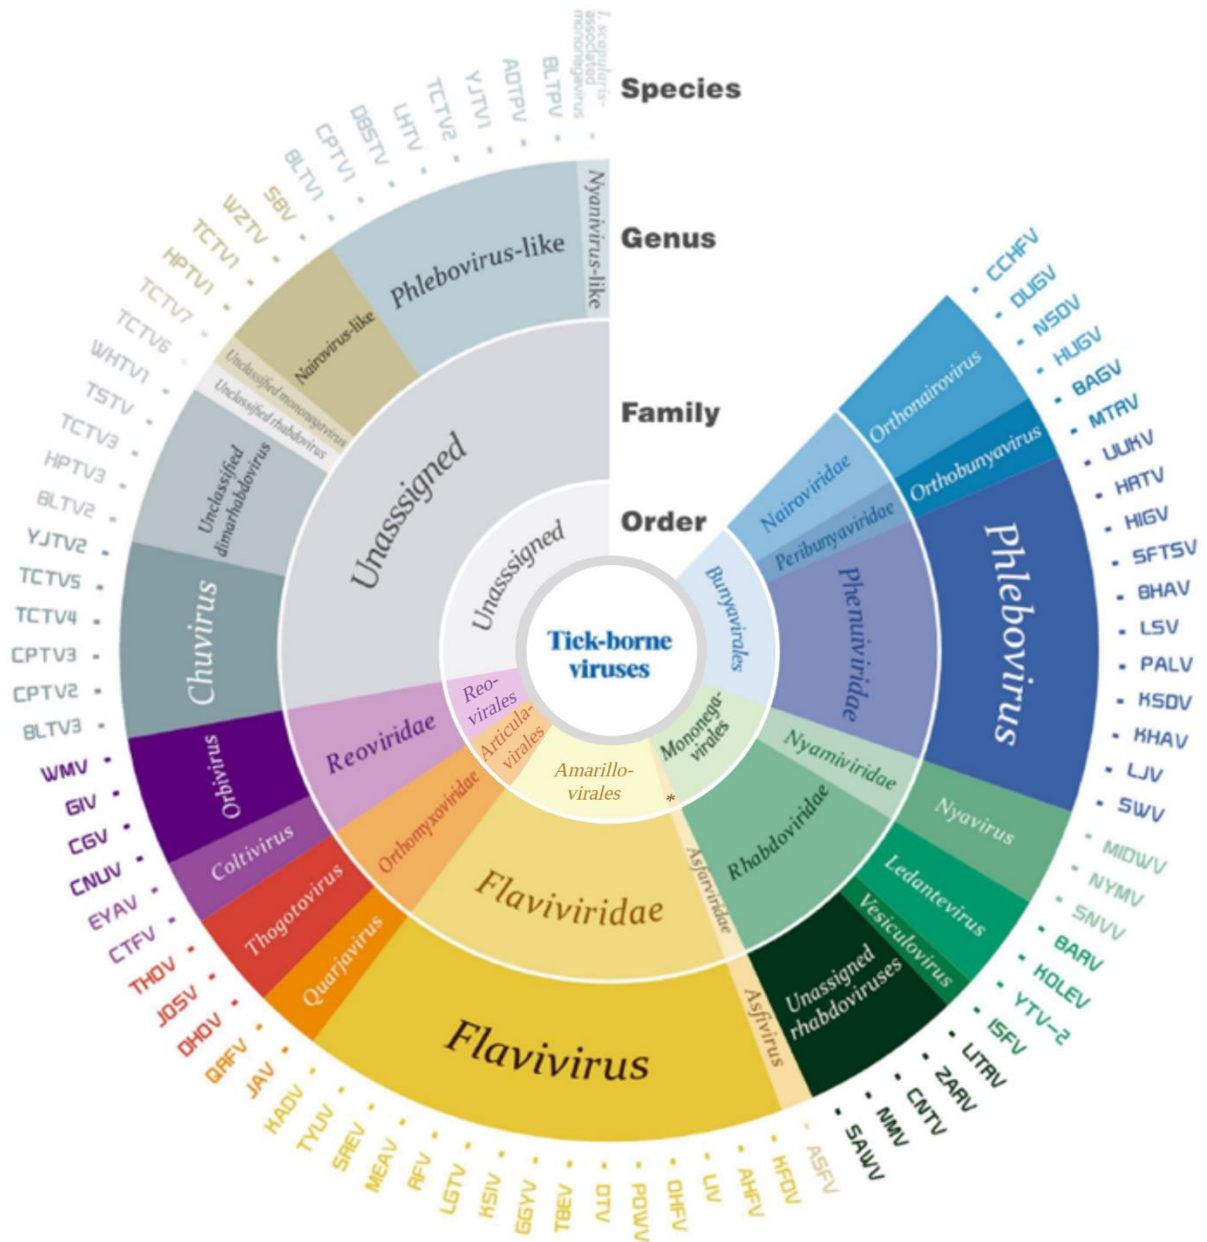 Species
Genus
Family
Order
Tick-borne
viruses
Bunyavirales
Mononega-
virales
*
Amarillo-
virales
Articula-
virales
Reo-
virales
Unasssigned
Nairoviridae
Peribunyaviridae
Phenuiviridae
Nyamiviridae
Rhabdoviridae
Asfarviridae
Flaviviridae
Orthomyxoviridae
Reoviridae
Unasssigned
Orthonairovirus
Orthobunyavirus
Phlebovirus
Nyavirus
Ledantevirus
Vesiculovirus
Unassigned
rhabdoviruses
Asfivirus
Flavivirus
Quarjavirus
Thogotovirus
Coltivirus
Orbivirus
Chuvirus
Unclassified
dimarhabdovirus
Unclassified rhabdovirus
Unclassified mononegavirus
Nairovirus-like
Phlebovirus-like
Nyanivirus-like
CCHFV
DUGV
NSDV
HUGV
BAGV
MTRV
UUKV
HRTV
HIGV
SFTSV
BHAV
LSV
PALV
KSDV
KHAV
LJV
SWV
MIDWV
NYMV
SNVV
BARV
KOLEV
YTV-2
ISFV
LITRV
ZARV
CNTV
NMV
SAWV
ASFV
KFDV
AHFV
LIV
OHFV
POWV
DTV
TBEV
GGYV
KSIV
LGTV
RFV
MEAV
SREV
TYUV
KADV
JAV
QRFV
DHOV
JOSV
THOV
CTFV
EYAV
CNUV
CGV
GIV
WMV
BLTV3
CPTV2
CPTV3
TCTV4
TCTV5
YJTV2
BLTV2
HPTV3
TCTV3
TSTV
WHTV1
TCTV6
TCTV7
HPTV1
TCTV1
WZTV
SBV
BLTV1
CPTV1
DBSTV
LHTV
TCTV2
YJTV1
ADTPV
BLTPV
I. scapularis-
associated
mononegavirus